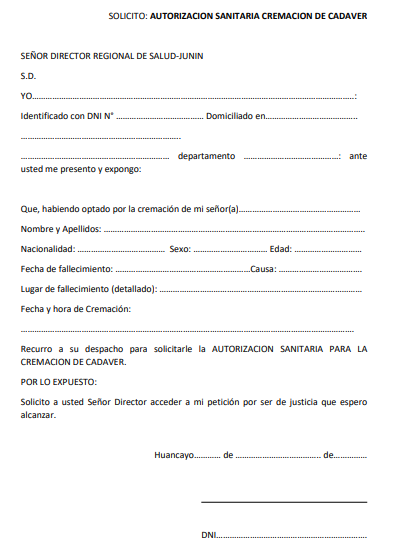 SOLICITO: AUTORIZACION SANITARIA CREMACION DE CADAVER
SEÑOR DIRECTOR REGIONAL DE SALUD-JUNIN
S.D.
YO……………………………………………………………………………………………………………:
Identificado con DNI N° …………………………… Domiciliado en……………………………..
…………………………………………………….
………………………………………………… departamento ………………………………: ante
usted me presento y expongo:
Que, habiendo optado por la cremación de mi señor(a)……………………………………….
Nombre y Apellidos: ………………………………………………………………………………………
Nacionalidad: …………………………… Sexo: ………………………. Edad: …………………….
Fecha de fallecimiento: ……………………………………………Causa: ………………………….
Lugar de fallecimiento (detallado): ……………………………………………………………………
Fecha y hora de Cremación:
……………………………………………………………………………………………………………….
Recurro a su despacho para solicitarle la AUTORIZACION SANITARIA PARA LA
CREMACION DE CADAVER.
POR LO EXPUESTO:
Solicito a usted Señor Director acceder a mi petición por ser de justicia que espero
alcanzar.
Huancayo………… de ………………………….. de………….
DNI………………………………………………….